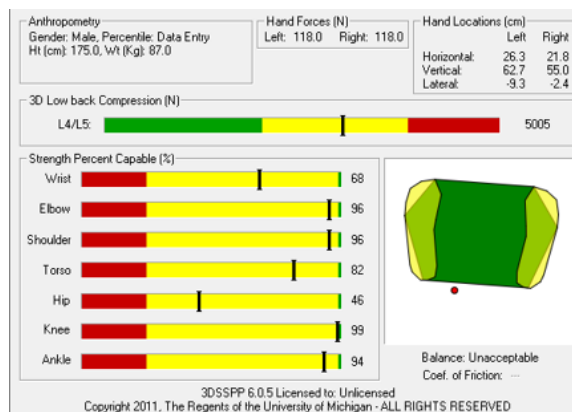 Anthropometry
Gender: Male, Percentile: Data Entry
Ht (cm): 175.0, Wt (Kg): 87.0
Hand Forces (N)
Left: 118.0 Right: 118.0
Hand Locations (cm)
Left Right
Horizontal: 26.3 21.8
Vertical: 62.7 55.0
Lateral: -9.3 -2.4
3D Low back Compression (N)
L4/L5: 5005
Strength Percent Capable (%)
Wrist 68
Elbow 96
Shoulder 96
Torso 82
Hip 46
Knee 99
Ankle 94
Balance: Unacceptable
Coef. of Friction: ---
3DSSPP 6.0.5 Licensed to: Unlicensed
Copyright 2011, The Regents of the University of Michigan - ALL RIGHTS RESERVED